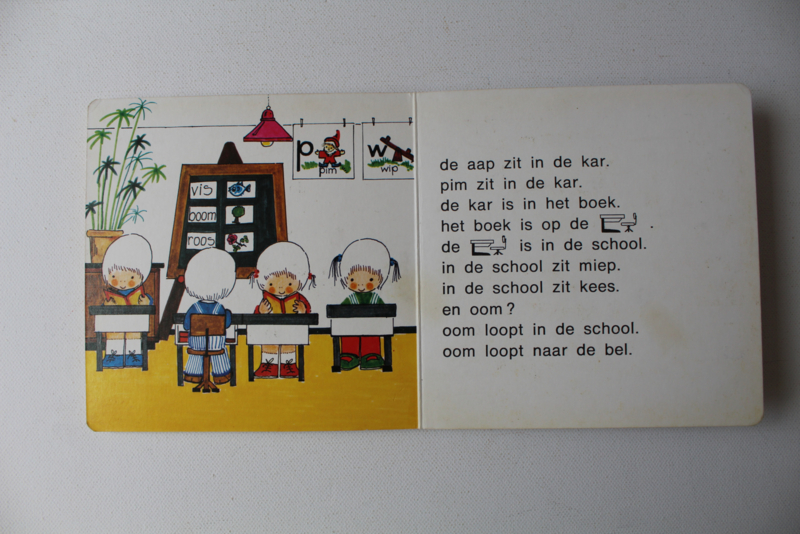 p
pim
w
wip
vis
boom
roos
de aap zit in de kar.
pim zit in de kar.
de kar is in het boek.
het boek is op de .
de is in de school.
in de school zit miep.
in de school zit kees.
en oom?
oom loopt in de school.
oom loopt naar de bel.